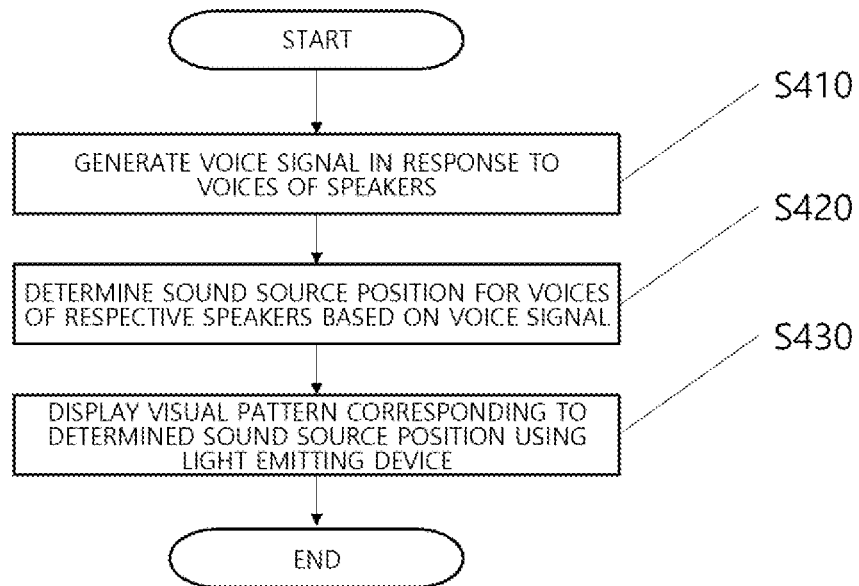 START
S410
GENERATE VOICE SIGNAL IN RESPONSE TO
VOICES OF SPEAKERS
S420
DETERMINE SOUND SOURCE POSITION FOR VOICES
OF RESPECTIVE SPEAKERS BASED ON VOICE SIGNAL
S430
DISPLAY VISUAL PATTERN CORRESPONDING TO
DETERMINED SOUND SOURCE POSITION USING
LIGHT EMITTING DEVICE
END